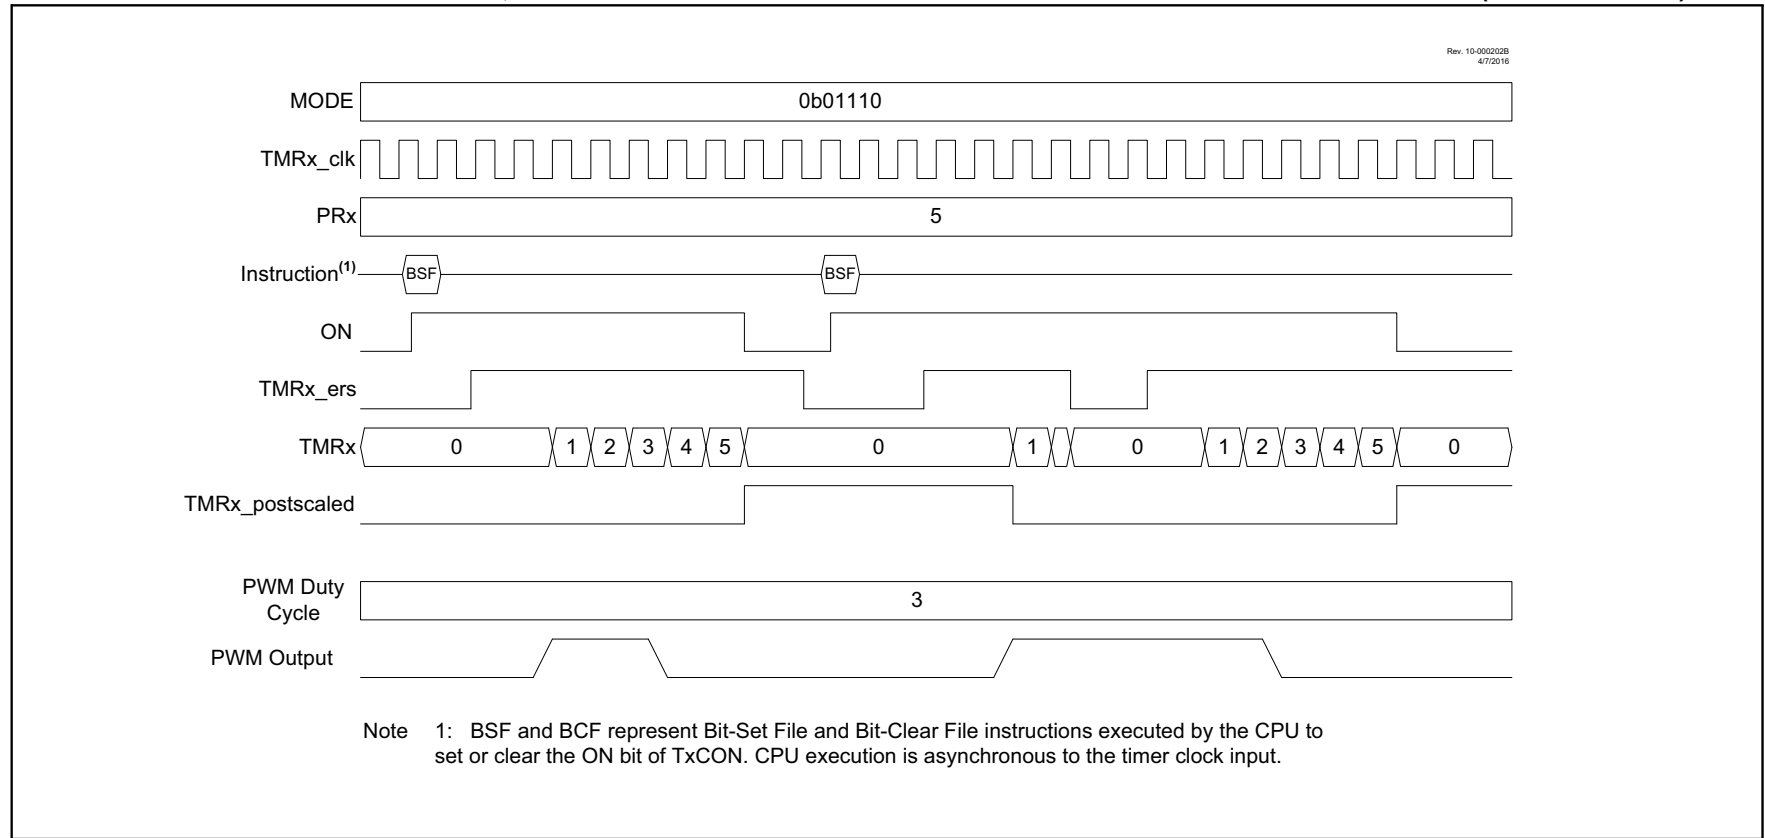 Rev. 10-000202B
4/7/2016
MODE 0b01110
TMRx_clk
PRx 5
Instruction(1) BSF BSF
ON
TMRx_ers
TMRx 0 1 2 3 4 5 0 1 0 1 2 3 4 5 0
TMRx_postscaled
PWM Duty
Cycle 3
PWM Output
Note 1: BSF and BCF represent Bit-Set File and Bit-Clear File instructions executed by the CPU to
set or clear the ON bit of TxCON. CPU execution is asynchronous to the timer clock input.